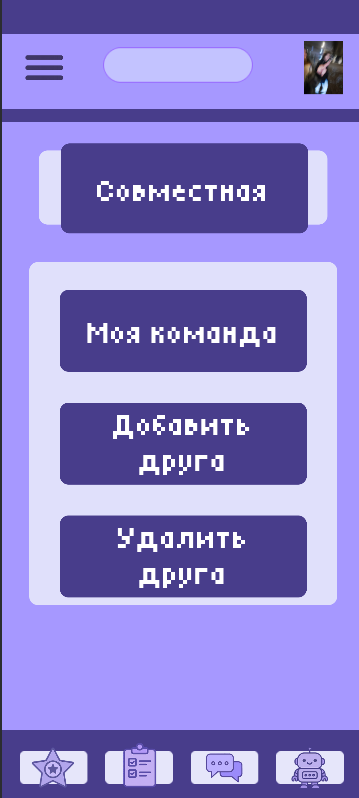 Совместная
Моя команда
Добавить
друга
Удалить
друга